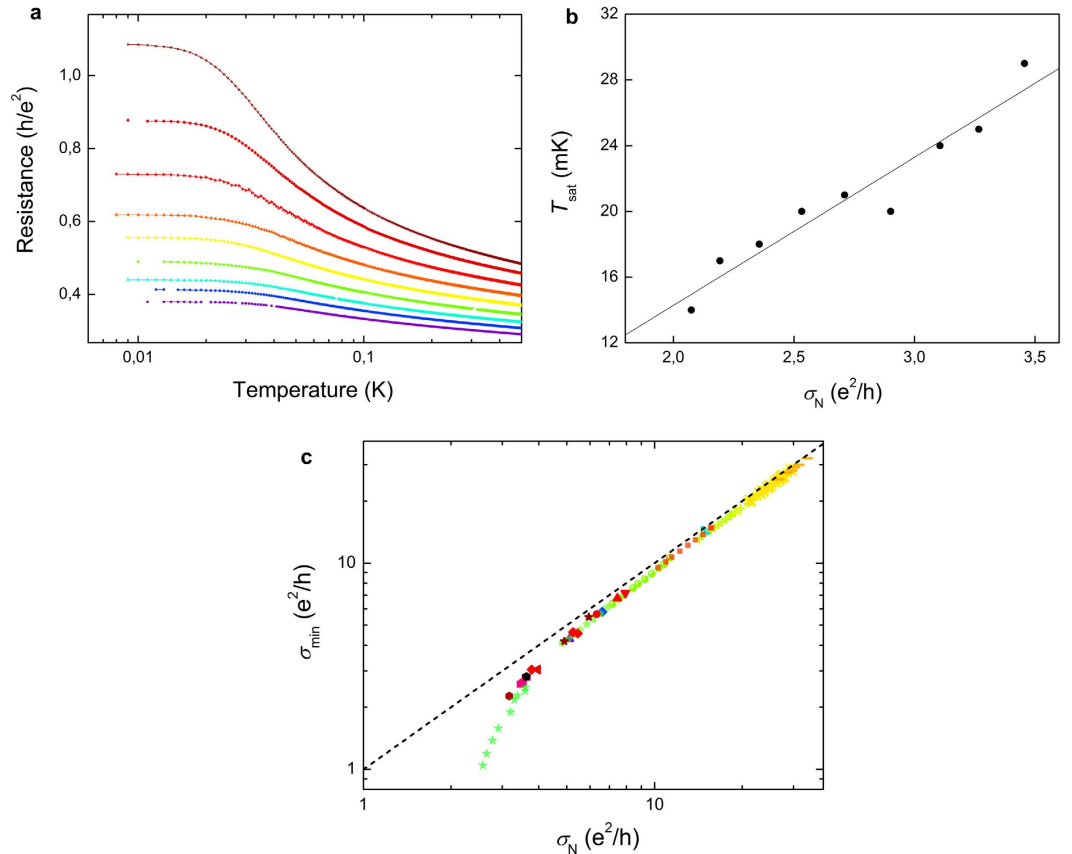 a
Resistance (h/e²)
1,0
0,8
0,6
0,4
0,01
0,1
Temperature (K)
b
T_sat (mK)
28
24
20
16
12
2,0
2,5
3,0
3,5
σ_N (e²/h)
c
σ_min (e²/h)
10
1
1
10
σ_N (e²/h)